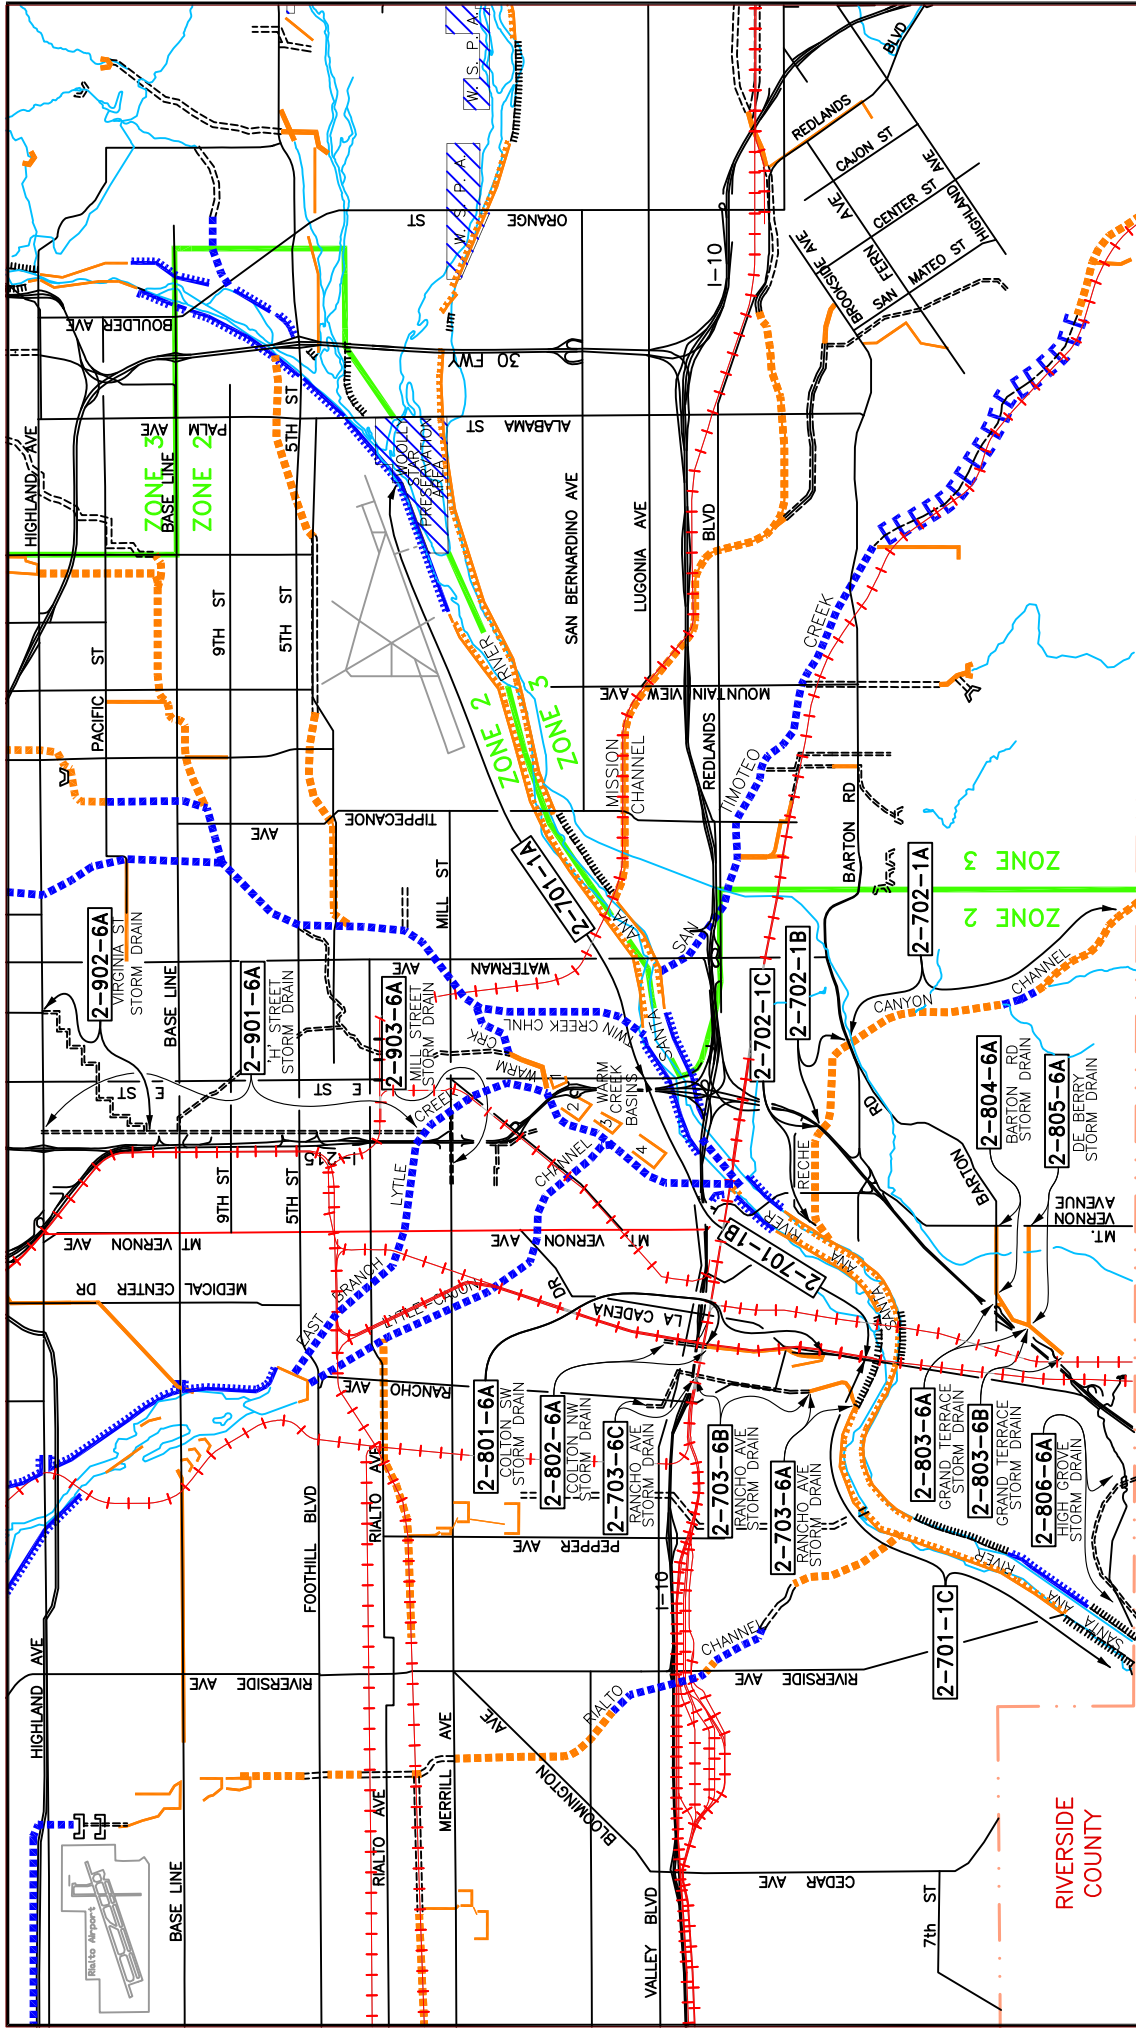 HIGHLAND AVE
Rialto Airport
BASE LINE
RIALTO AVE
MERRILL AVE
BLOOMINGTON
AVE
VALLEY BLVD
CEDAR AVE
7th ST
RIVERSIDE
COUNTY
HIGHLAND AVE
RIVERSIDE AVE
FOOTHILL BLVD
RIALTO AVE
RIALTO
CHANNEL
RIVERSIDE AVE
I-10
PEPPER AVE
2-701-1C
SANTA
ANA
RIVER
2-801-6A
COLTON SW
STORM DRAIN
2-802-6A
COLTON NW
STORM DRAIN
2-703-6C
RANCHO AVE
STORM DRAIN
2-703-6B
RANCHO AVE
STORM DRAIN
2-703-6A
RANCHO AVE
STORM DRAIN
2-803-6A
GRAND TERRACE
STORM DRAIN
2-803-6B
GRAND TERRACE
STORM DRAIN
2-806-6A
HIGH GROVE
STORM DRAIN
RANCHO AVE
MEDICAL CENTER DR
MT VERNON AVE
9TH ST
5TH ST
EAST BRANCH
LYTLE CREEK
LYTLE-CAJON
CHANNEL
I-215
MT. VERNON AVE
LA CADENA
DR
2-701-1B
SANTA
ANA
RIVER
RECHE
CANYON
CHANNEL
BARTON
RD
MT.
VERNON
AVENUE
2-804-6A
BARTON RD
STORM DRAIN
2-805-6A
DE BERRY
STORM DRAIN
2-902-6A
VIRGINIA ST
STORM DRAIN
BASE LINE
2-901-6A
'H' STREET
STORM DRAIN
2-903-6A
MILL STREET
STORM DRAIN
E ST
E ST
WARM
CRK
1
2
3
4
WARM
CREEK
BASINS
TWIN CREEK CHNL
WATERMAN AVE
MILL ST
TIPPECANOE
AVE
2-701-1A
SANTA
ANA
RIVER
SAN
TIMOTEO
CREEK
2-702-1C
2-702-1B
2-702-1A
ZONE 2
ZONE 3
BARTON RD
MISSION
CHANNEL
REDLANDS
BLVD
MOUNTAIN VIEW AVE
ZONE 2
ZONE 3
PACIFIC ST
9TH ST
5TH ST
SAN BERNARDINO AVE
LUGONIA AVE
HIGHLAND AVE
ZONE 3
BASE LINE
ZONE 2
PALM AVE
5TH ST
BOULDER AVE
WOOLLY
STAR
PRESERVATION
AREA
ALABAMA ST
30 FWY
ORANGE ST
W. S. P. A.
W. S. P. A.
I-10
BROOKSIDE AVE
FERN AVE
SAN MATEO ST
CENTER ST
CAJON ST
HIGHLAND AVE
REDLANDS
BLVD